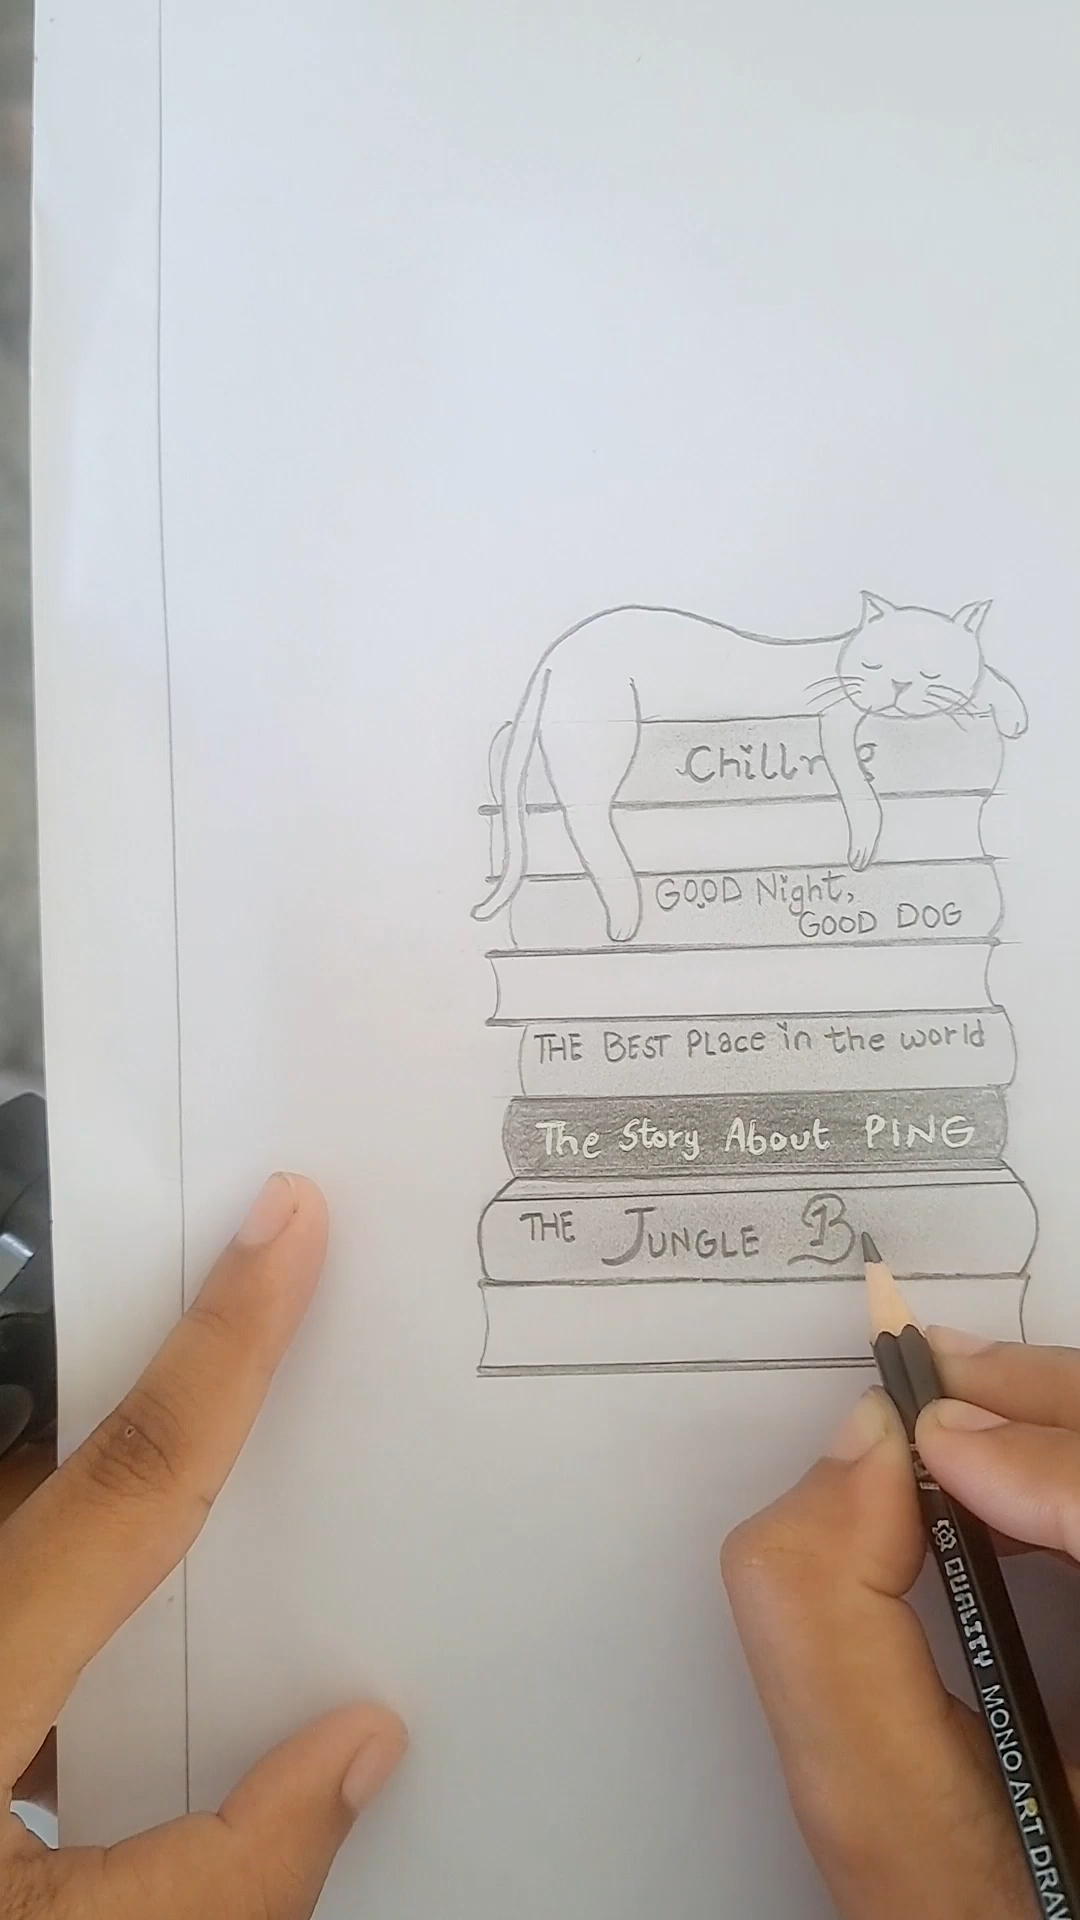 Chilln g
GOOD Night,
GOOD DOG
THE BEST PLace in the world
The Story About PING
THE JUNGLE B
QUALITY MONO ART DRAW